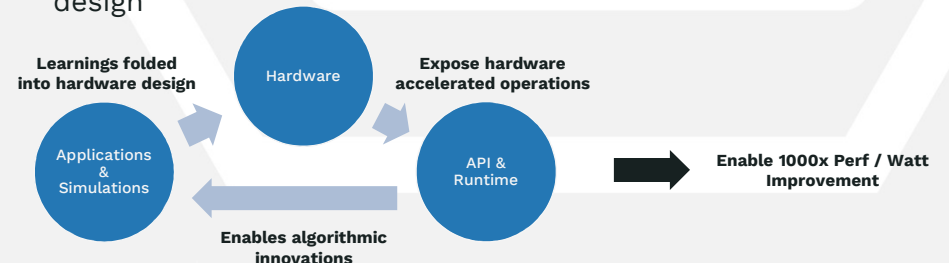 design
Learnings folded
into hardware design
Hardware
Expose hardware
accelerated operations
Applications
&
Simulations
API &
Runtime
Enable 1000x Perf / Watt
Improvement
Enables algorithmic
innovations